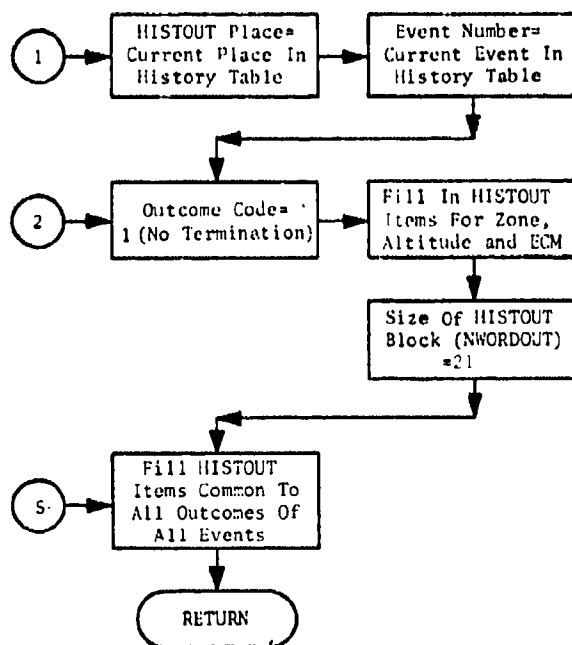 1
HISTOUT Place=
Current Place In
History Table
Event Number=
Current Event In
History Table
2
Outcome Code=
1 (No Termination)
Fill In HISTOUT
Items For Zone,
Altitude and ECM
Size Of HISTOUT
Block (NWORDOUT)
=21
5
Fill HISTOUT
Items Common To
All Outcomes Of
All Events
RETURN